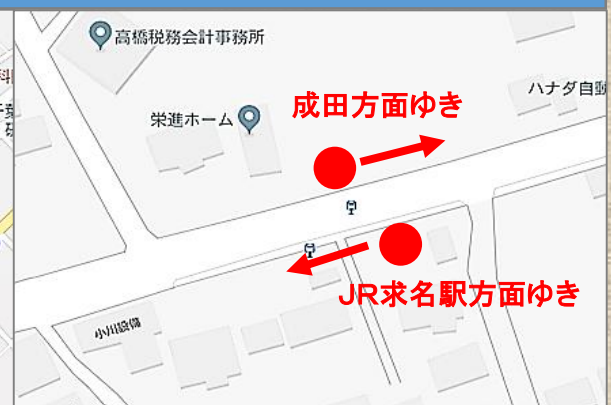 高橋税務会計事務所
ハナダ自動
栄進ホーム
成田方面ゆき
JR求名駅方面ゆき
小川設備